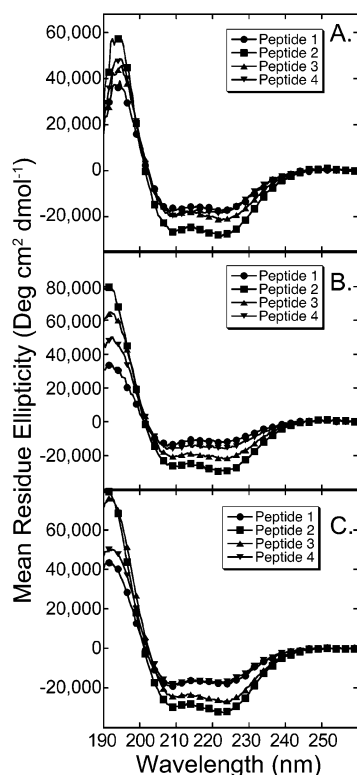 Mean Residue Ellipticity (Deg cm² dmol⁻¹)
A.
Peptide 1
Peptide 2
Peptide 3
Peptide 4
60,000
40,000
20,000
0
-20,000
B.
Peptide 1
Peptide 2
Peptide 3
Peptide 4
80,000
60,000
40,000
20,000
0
-20,000
C.
Peptide 1
Peptide 2
Peptide 3
Peptide 4
60,000
40,000
20,000
0
-20,000
190 200 210 220 230 250
Wavelength (nm)